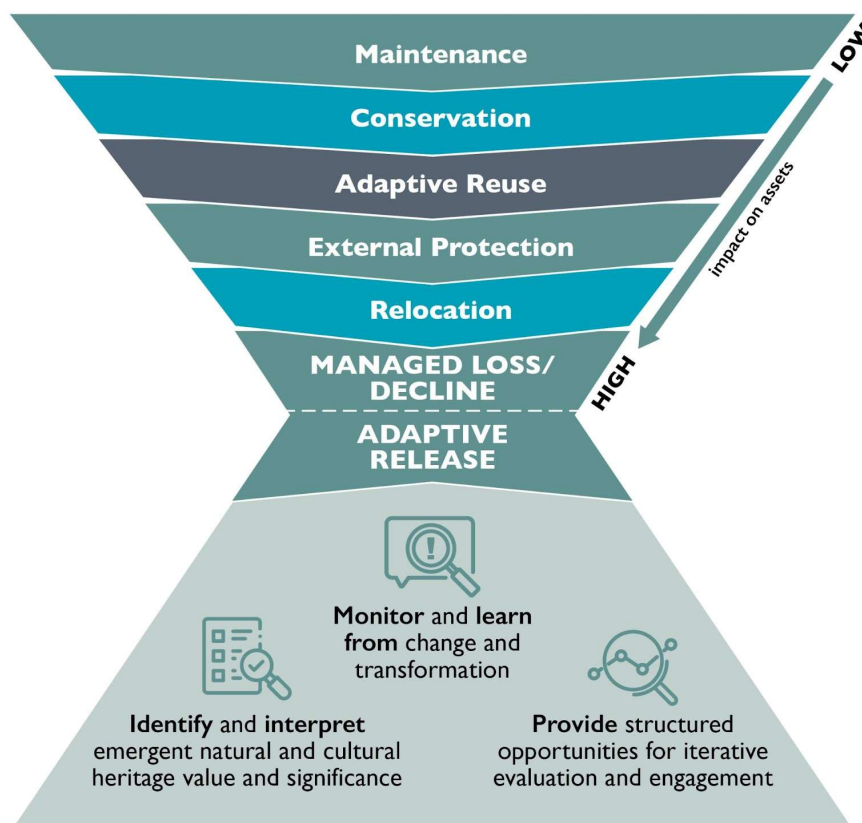 Maintenance
LOW
Conservation
Adaptive Reuse
impact on assets
External Protection
Relocation
HIGH
MANAGED LOSS/
DECLINE
ADAPTIVE
RELEASE
Monitor and learn
from change and
transformation
Identify and interpret
emergent natural and cultural
heritage value and significance
Provide structured
opportunities for iterative
evaluation and engagement